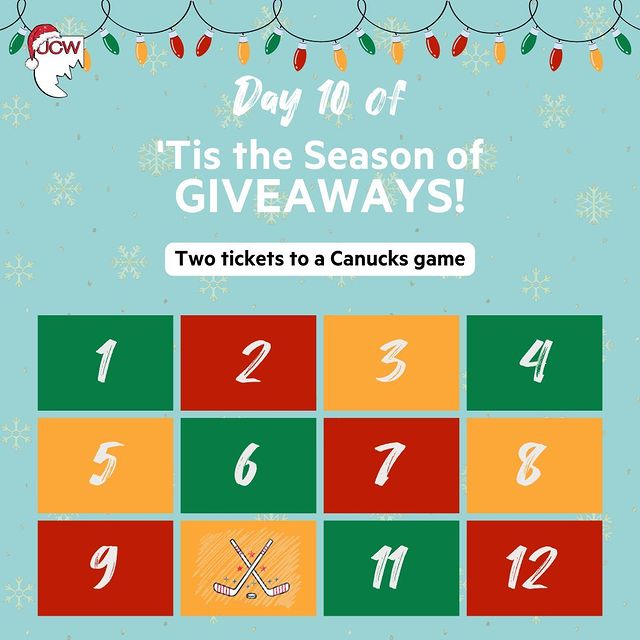 JCW
Day 10 of
'Tis the Season of
GIVEAWAYS!
Two tickets to a Canucks game
1 2 3 4
5 6 7 8
9 11 12